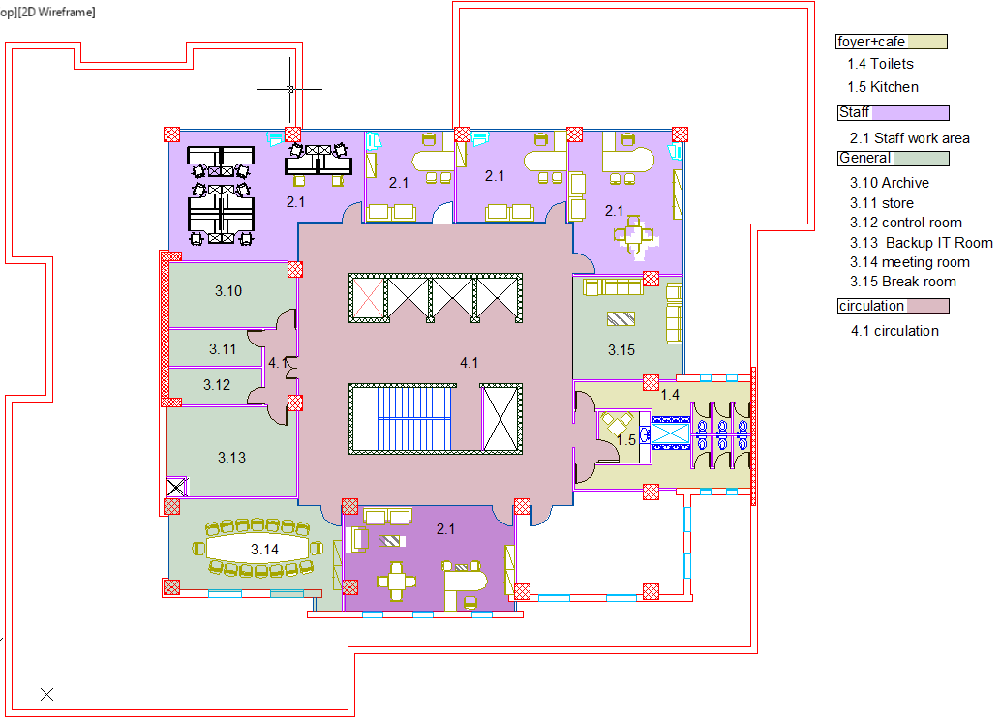 op][2D Wireframe]
foyer+cafe
1.4 Toilets
1.5 Kitchen
Staff
2.1 Staff work area
General
3.10 Archive
3.11 store
3.12 control room
3.13 Backup IT Room
3.14 meeting room
3.15 Break room
circulation
4.1 circulation
2.1
2.1
2.1
2.1
3.10
3.11
3.12
4.1
4.1
3.15
1.4
1.5
3.13
3.14
2.1